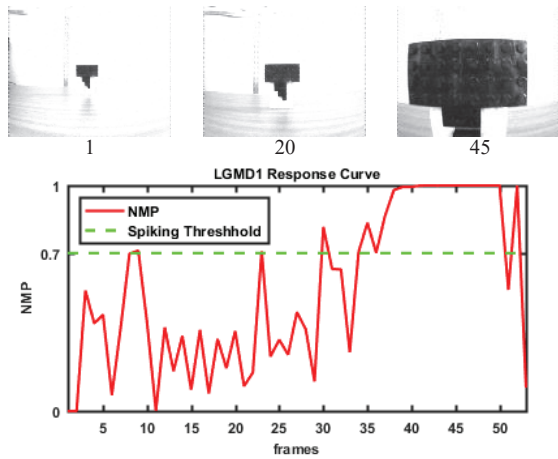 1 20 45
LGMD1 Response Curve
1
NMP
Spiking Threshhold
0.7
NMP
0
5 10 15 20 25 30 35 40 45 50
frames